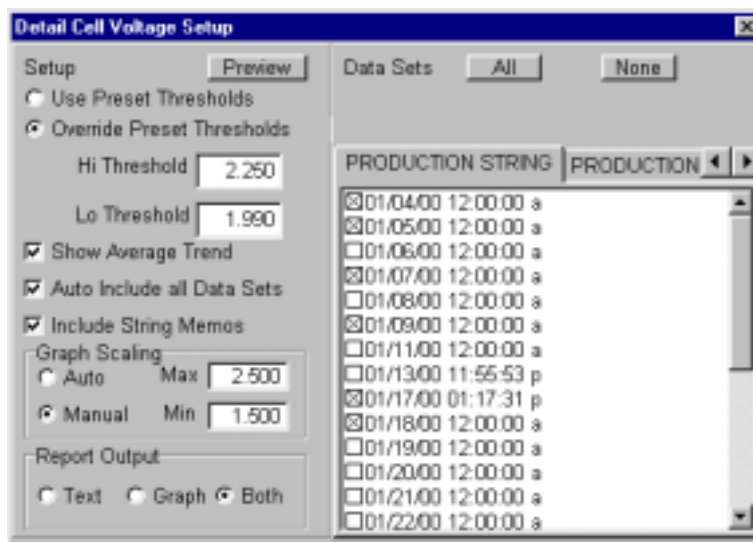 Detail Cell Voltage Setup
Setup
Preview
Use Preset Thresholds
Override Preset Thresholds
Hi Threshold 2.250
Lo Threshold 1.990
Show Average Trend
Auto Include all Data Sets
Include String Memos
Graph Scaling
Auto Max 2.500
Manual Min 1.500
Report Output
Text Graph Both
Data Sets All None
PRODUCTION STRING PRODUCTION
01/04/00 12:00:00 a
01/05/00 12:00:00 a
01/06/00 12:00:00 a
01/07/00 12:00:00 a
01/08/00 12:00:00 a
01/09/00 12:00:00 a
01/11/00 12:00:00 a
01/13/00 11:55:53 p
01/17/00 01:17:31 p
01/18/00 12:00:00 a
01/19/00 12:00:00 a
01/20/00 12:00:00 a
01/21/00 12:00:00 a
01/22/00 12:00:00 a